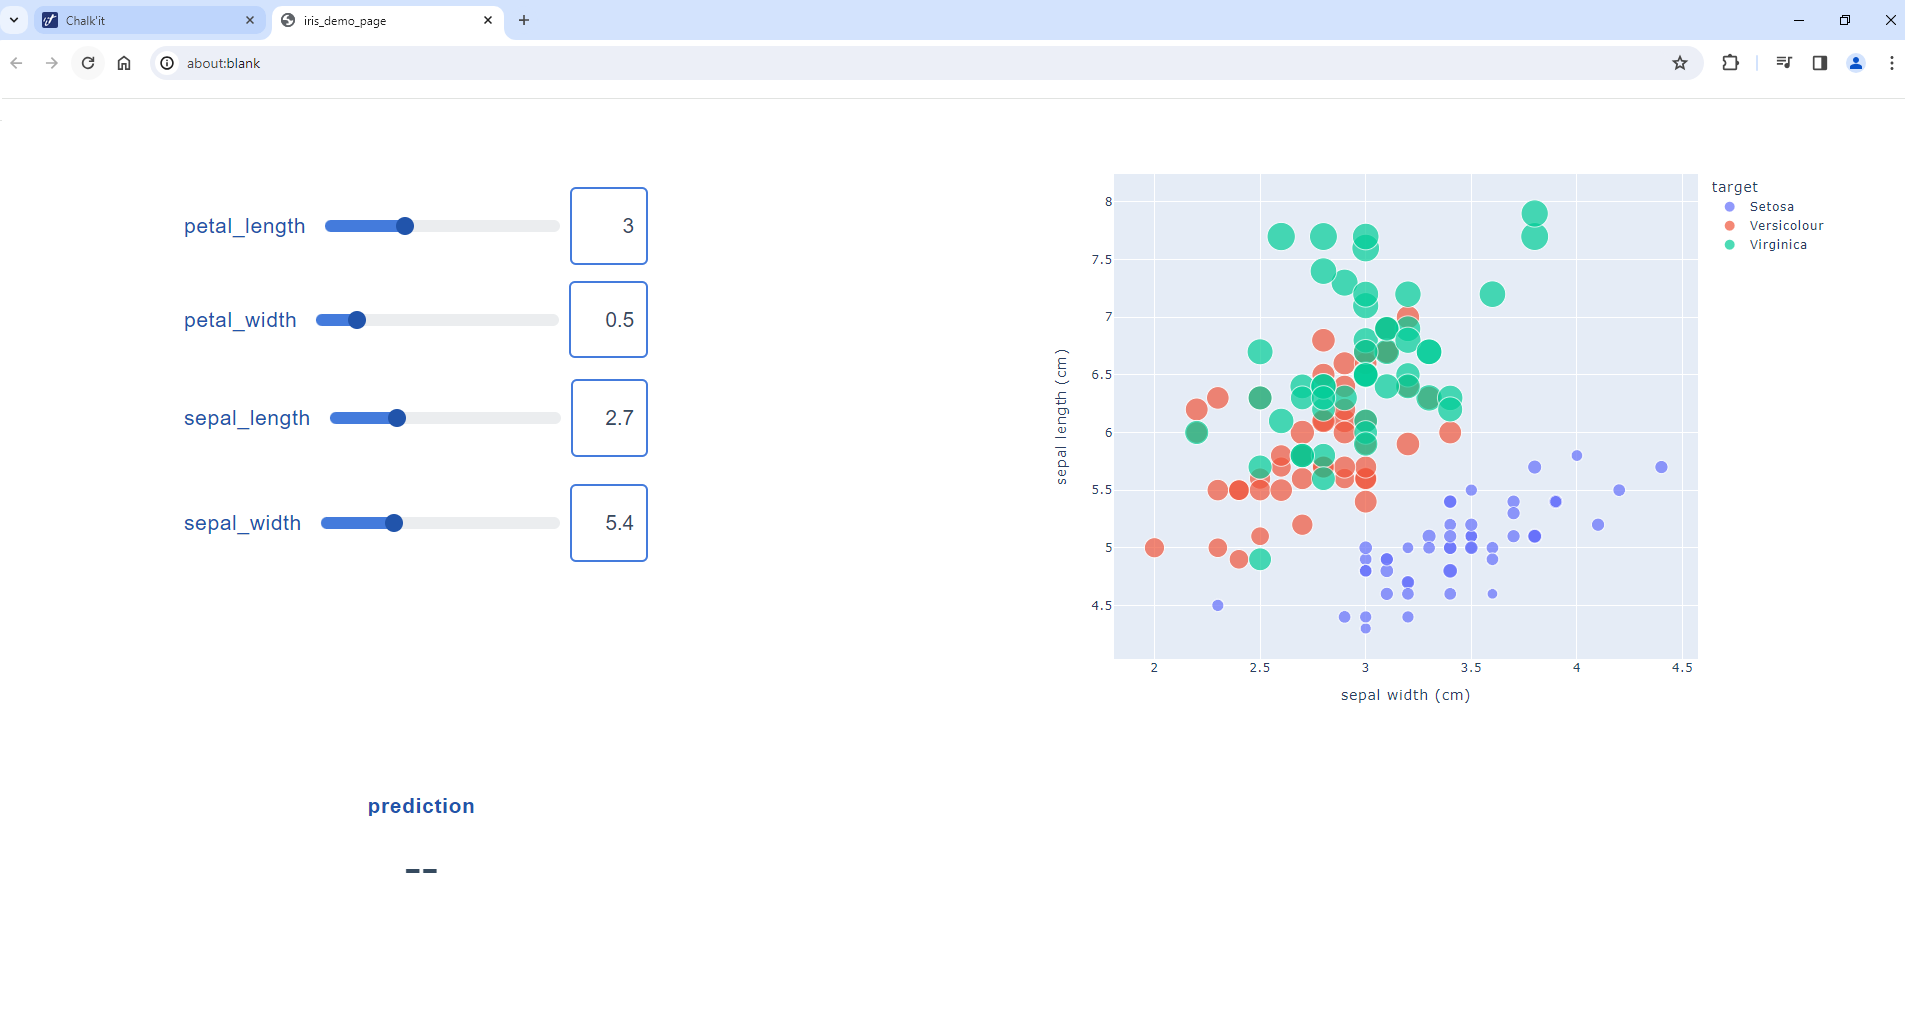 Chalk'it
iris_demo_page
about:blank
petal_length
3
petal_width
0.5
sepal_length
2.7
sepal_width
5.4
prediction
--
sepal length (cm)
8
7.5
7
6.5
6
5.5
5
4.5
2 2.5 3 3.5 4 4.5
sepal width (cm)
target
Setosa
Versicolour
Virginica